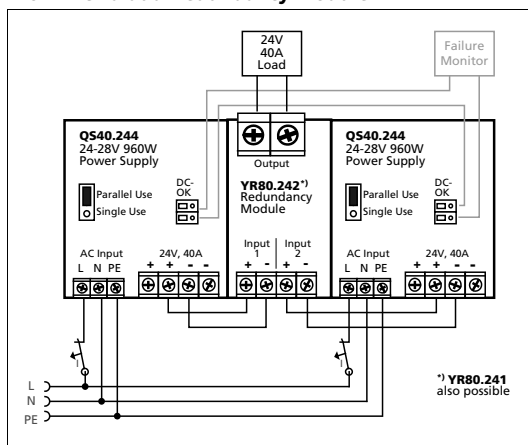 24V
40A
Load
Failure
Monitor
QS40.244
24-28V 960W
Power Supply
DC-
OK
Parallel Use
Single Use
AC Input
L N PE
24V, 40A
+ + - -
Output
YR80.242*)
Redundancy
Module
Input
1
Input
2
+ - + -
QS40.244
24-28V 960W
Power Supply
DC-
OK
Parallel Use
Single Use
AC Input
L N PE
24V, 40A
+ + - -
I
I
L
N
PE
*) YR80.241
also possible